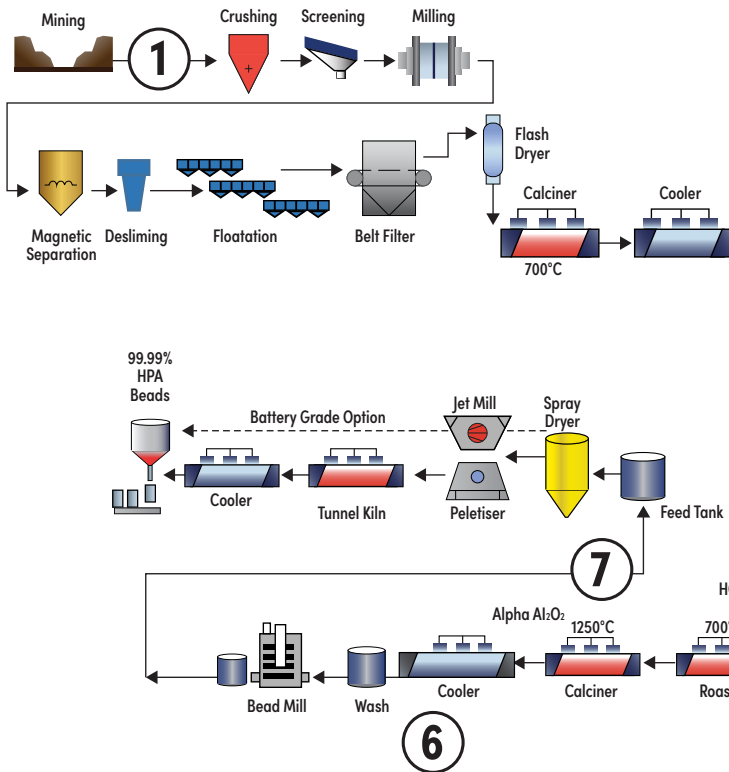 Mining
1
Crushing
Screening
Milling
Magnetic
Separation
Desliming
Floatation
Belt Filter
Flash
Dryer
Calciner
700°C
Cooler
99.99%
HPA
Beads
Battery Grade Option
Jet Mill
Spray
Dryer
Cooler
Tunnel Kiln
Peletiser
Feed Tank
7
Alpha Al₂O₂
1250°C
700°
Bead Mill
Wash
Cooler
Calciner
Roas
6